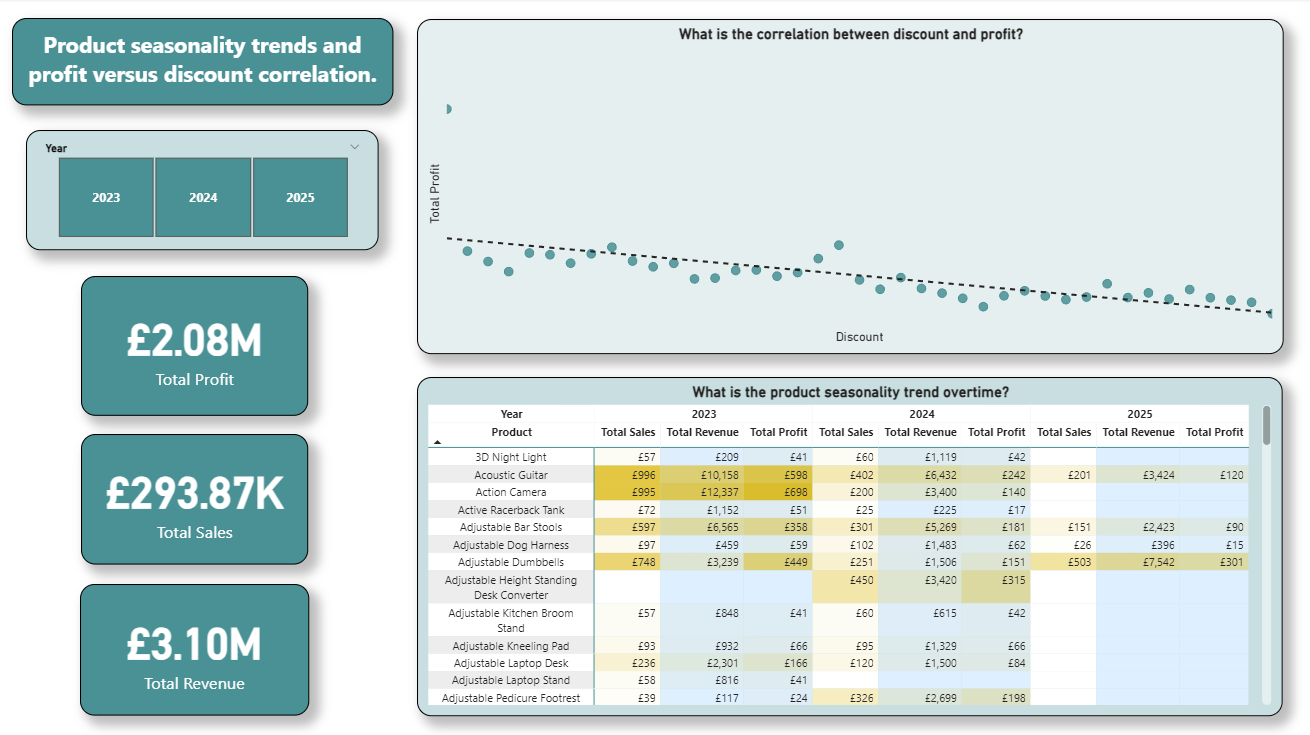 Product seasonality trends and
profit versus discount correlation.
Year
2023 2024 2025
£2.08M
Total Profit
£293.87K
Total Sales
£3.10M
Total Revenue
What is the correlation between discount and profit?
Total Profit
Discount
What is the product seasonality trend overtime?
Year 2023 2024 2025
Product Total Sales Total Revenue Total Profit Total Sales Total Revenue Total Profit Total Sales Total Revenue Total Profit
3D Night Light £57 £209 £41 £60 £1,119 £42
Acoustic Guitar £996 £10,158 £598 £402 £6,432 £242 £201 £3,424 £120
Action Camera £995 £12,337 £698 £200 £3,400 £140
Active Racerback Tank £72 £1,152 £51 £25 £225 £17
Adjustable Bar Stools £597 £6,565 £358 £301 £5,269 £181 £151 £2,423 £90
Adjustable Dog Harness £97 £459 £59 £102 £1,483 £62 £26 £396 £15
Adjustable Dumbbells £748 £3,239 £449 £251 £1,506 £151 £503 £7,542 £301
Adjustable Height Standing £450 £3,420 £315
Desk Converter
Adjustable Kitchen Broom £57 £848 £41 £60 £615 £42
Stand
Adjustable Kneeling Pad £93 £932 £66 £95 £1,329 £66
Adjustable Laptop Desk £236 £2,301 £166 £120 £1,500 £84
Adjustable Laptop Stand £58 £816 £41
Adjustable Pedicure Footrest £39 £117 £24 £326 £2,699 £198